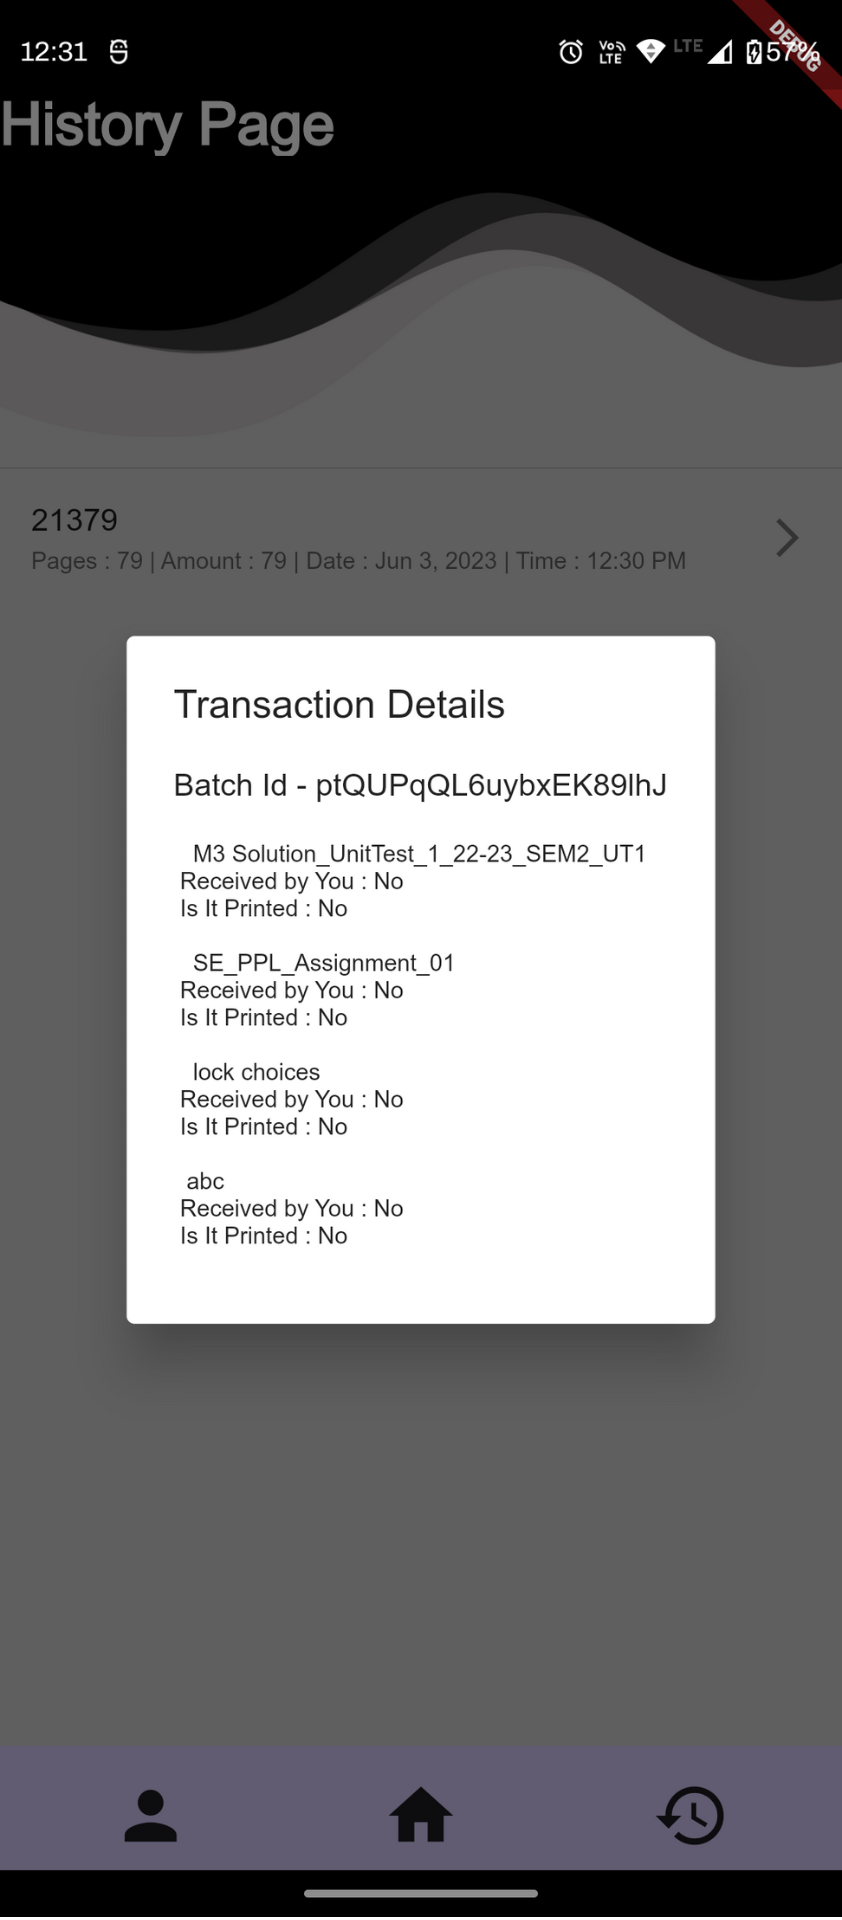 12:31
Vo LTE
LTE
57%
DEBUG
History Page
21379
Pages : 79 | Amount : 79 | Date : Jun 3, 2023 | Time : 12:30 PM
Transaction Details
Batch Id - ptQUPqQL6uybxEK89lhJ
M3 Solution_UnitTest_1_22-23_SEM2_UT1
Received by You : No
Is It Printed : No
SE_PPL_Assignment_01
Received by You : No
Is It Printed : No
lock choices
Received by You : No
Is It Printed : No
abc
Received by You : No
Is It Printed : No